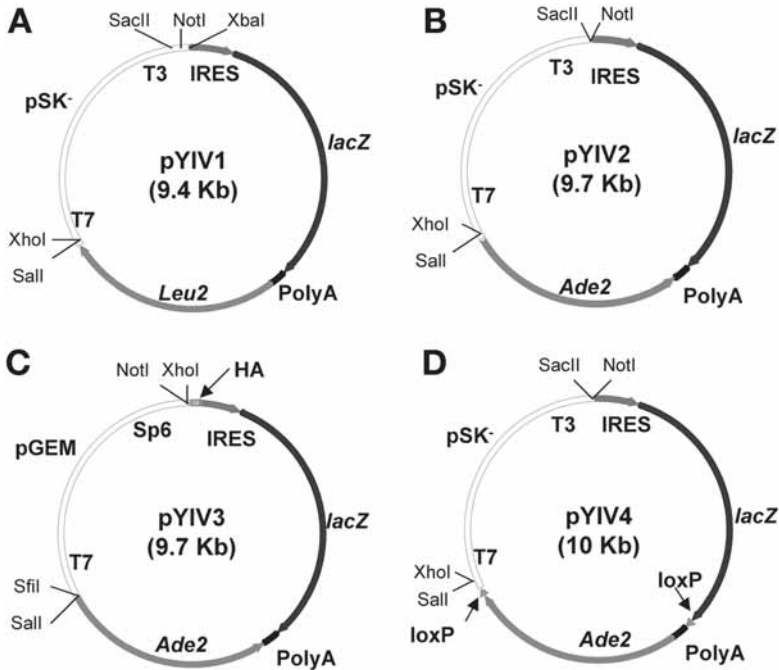 A
SacII NotI XbaI
T3 IRES
pSK-
lacZ
pYIV1
(9.4 Kb)
T7
XhoI
SalI
Leu2
PolyA
B
SacII NotI
T3 IRES
pSK-
lacZ
pYIV2
(9.7 Kb)
T7
XhoI
SalI
Ade2
PolyA
C
NotI XhoI HA
Sp6 IRES
pGEM
lacZ
pYIV3
(9.7 Kb)
T7
SfiI
SalI
Ade2
PolyA
D
SacII NotI
T3 IRES
pSK-
lacZ
pYIV4
(10 Kb)
T7
XhoI
SalI
loxP
loxP
Ade2
PolyA